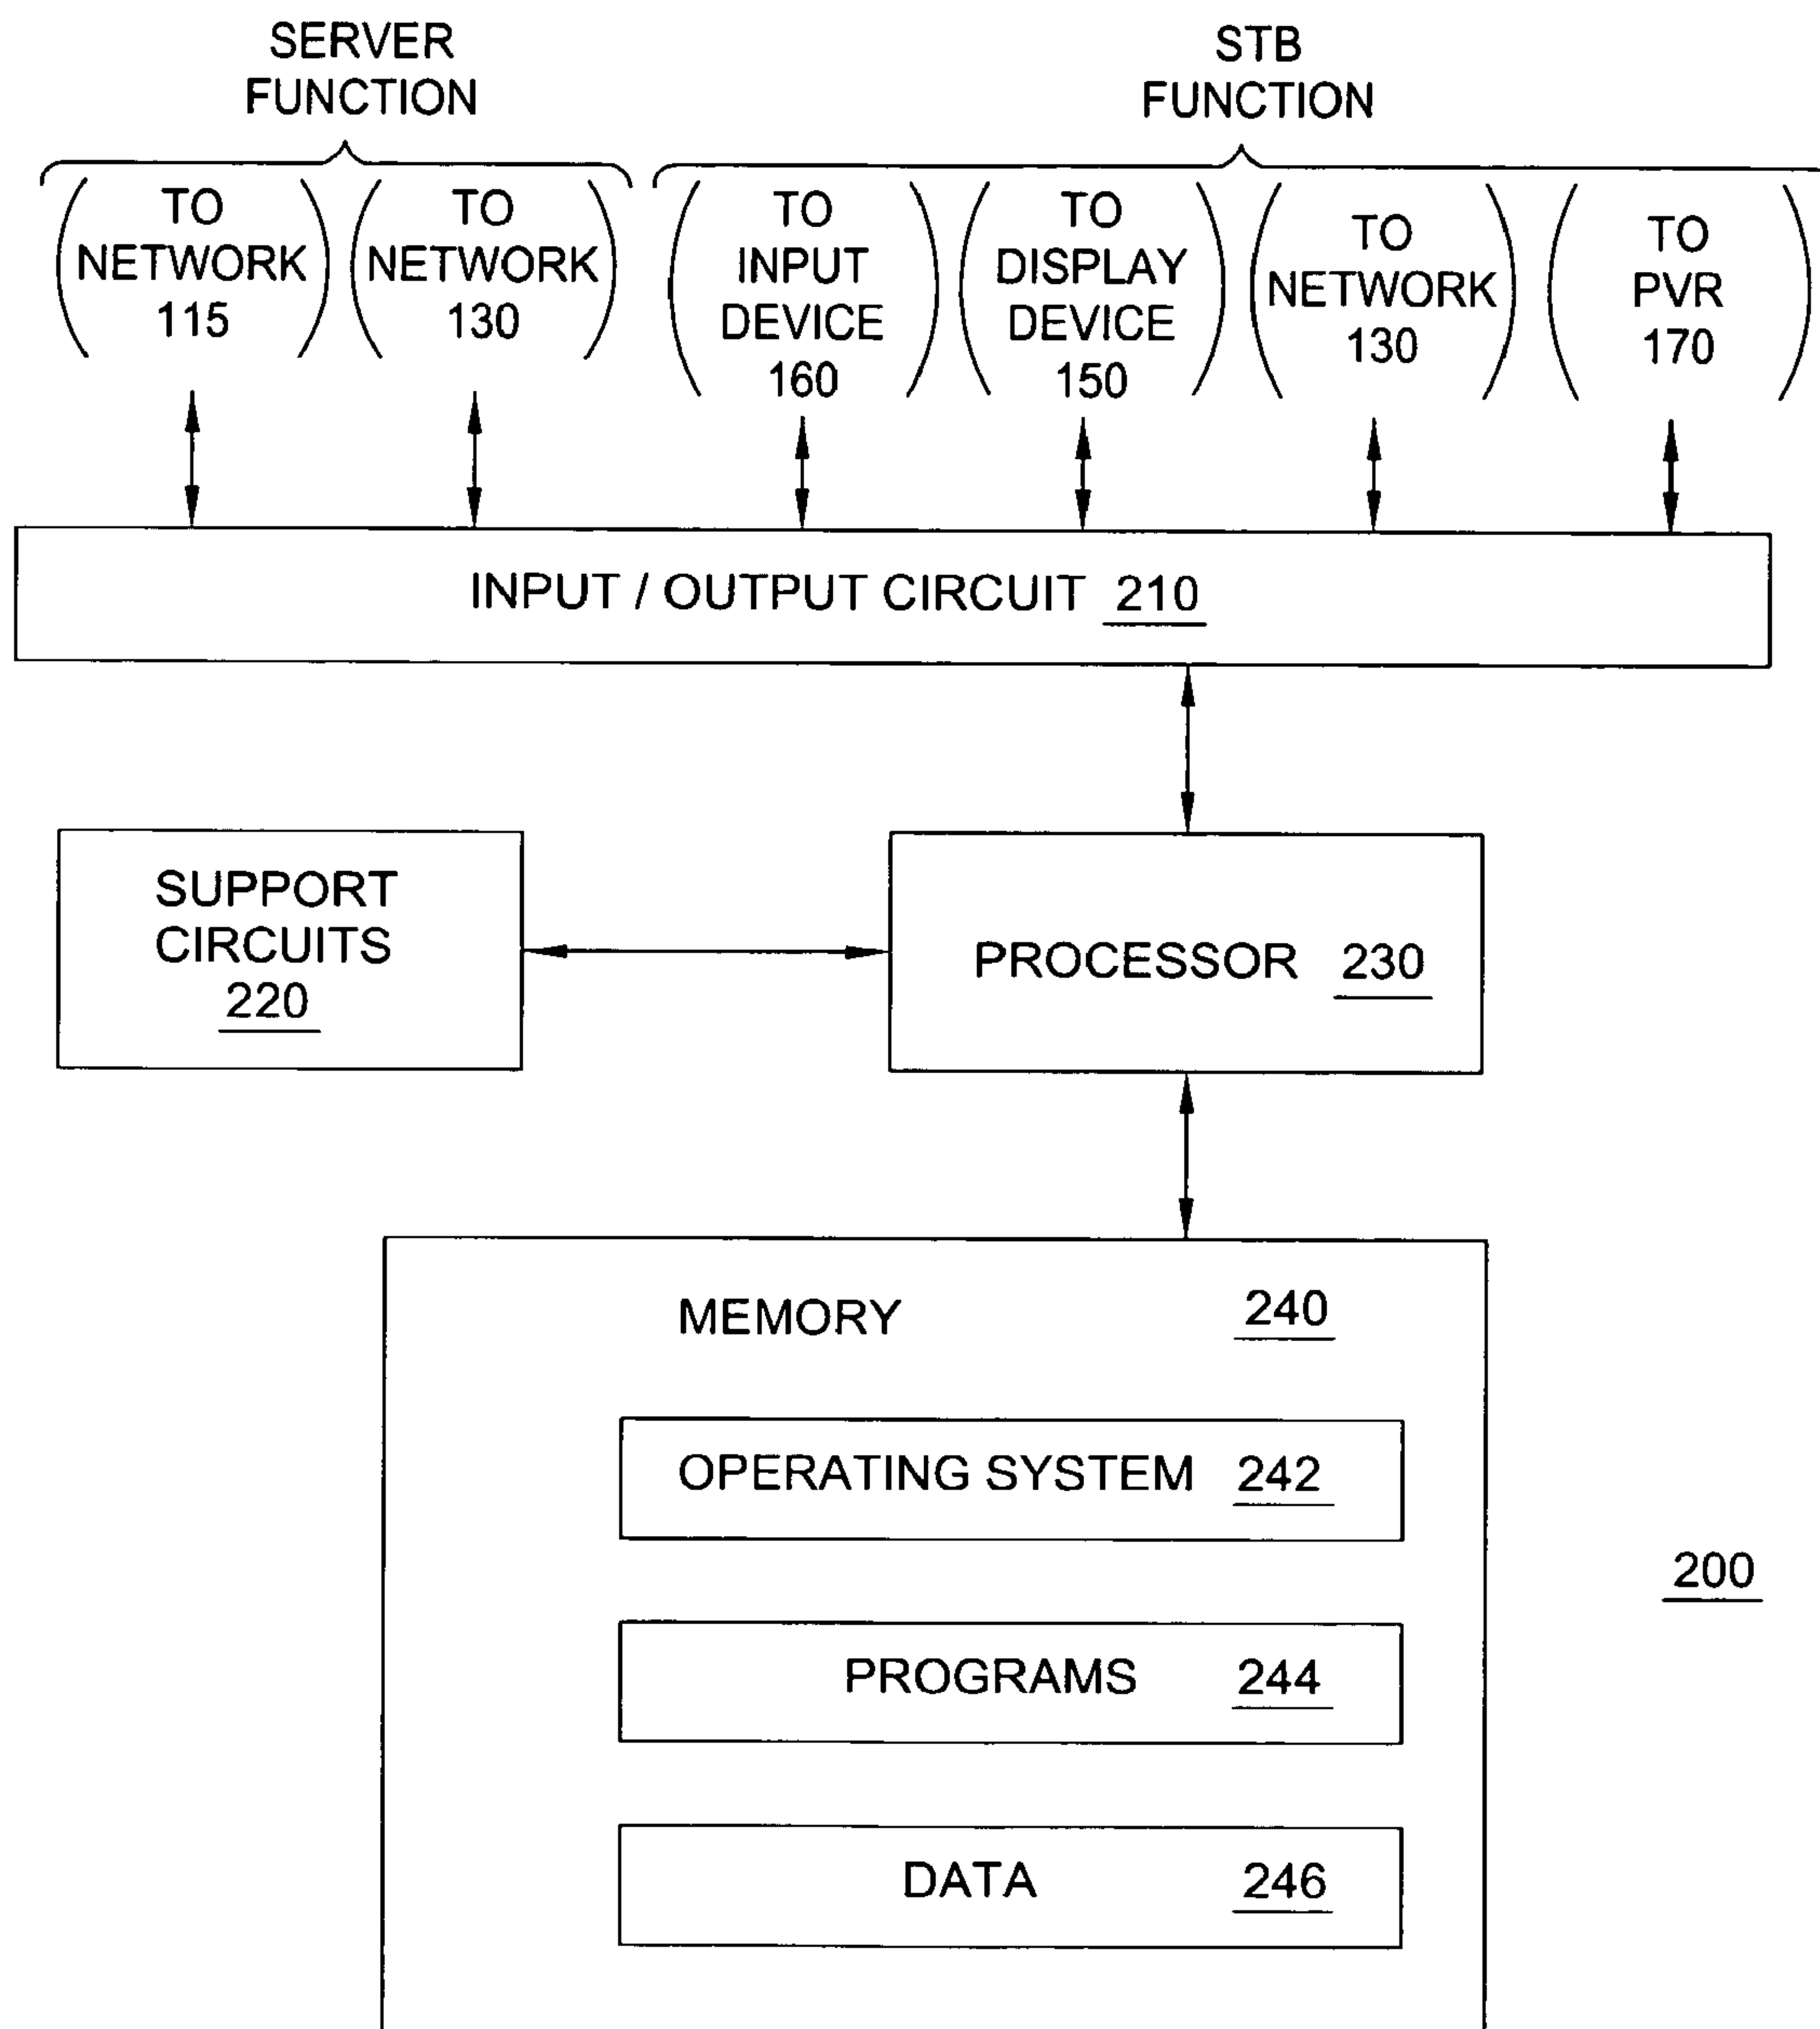 SERVER
FUNCTION
STB
FUNCTION
TO
NETWORK
115
TO
NETWORK
130
TO
INPUT
DEVICE
160
TO
DISPLAY
DEVICE
150
TO
NETWORK
130
TO
PVR
170
INPUT / OUTPUT CIRCUIT 210
SUPPORT
CIRCUITS
220
PROCESSOR 230
MEMORY 240
OPERATING SYSTEM 242
200
PROGRAMS 244
DATA 246